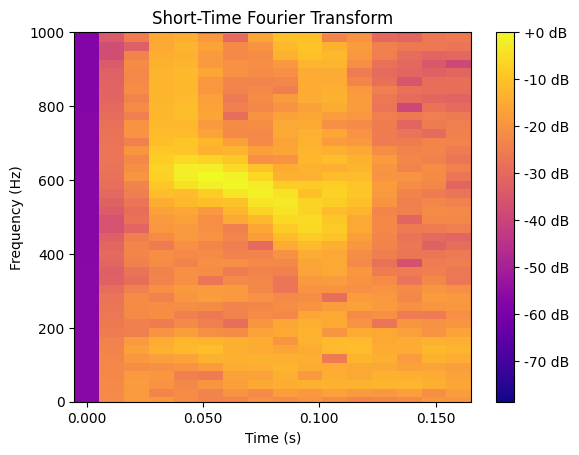 Short-Time Fourier Transform
Frequency (Hz)
1000
800
600
400
200
0
0.000
0.050
0.100
0.150
Time (s)
+0 dB
-10 dB
-20 dB
-30 dB
-40 dB
-50 dB
-60 dB
-70 dB